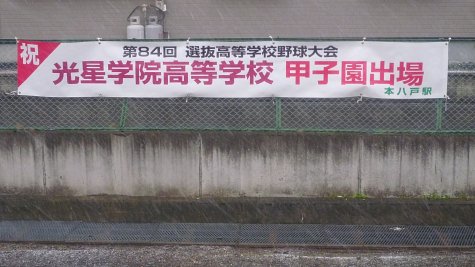 祝
第84回 選抜高等学校野球大会
光星学院高等学校 甲子園出場
本八戸駅